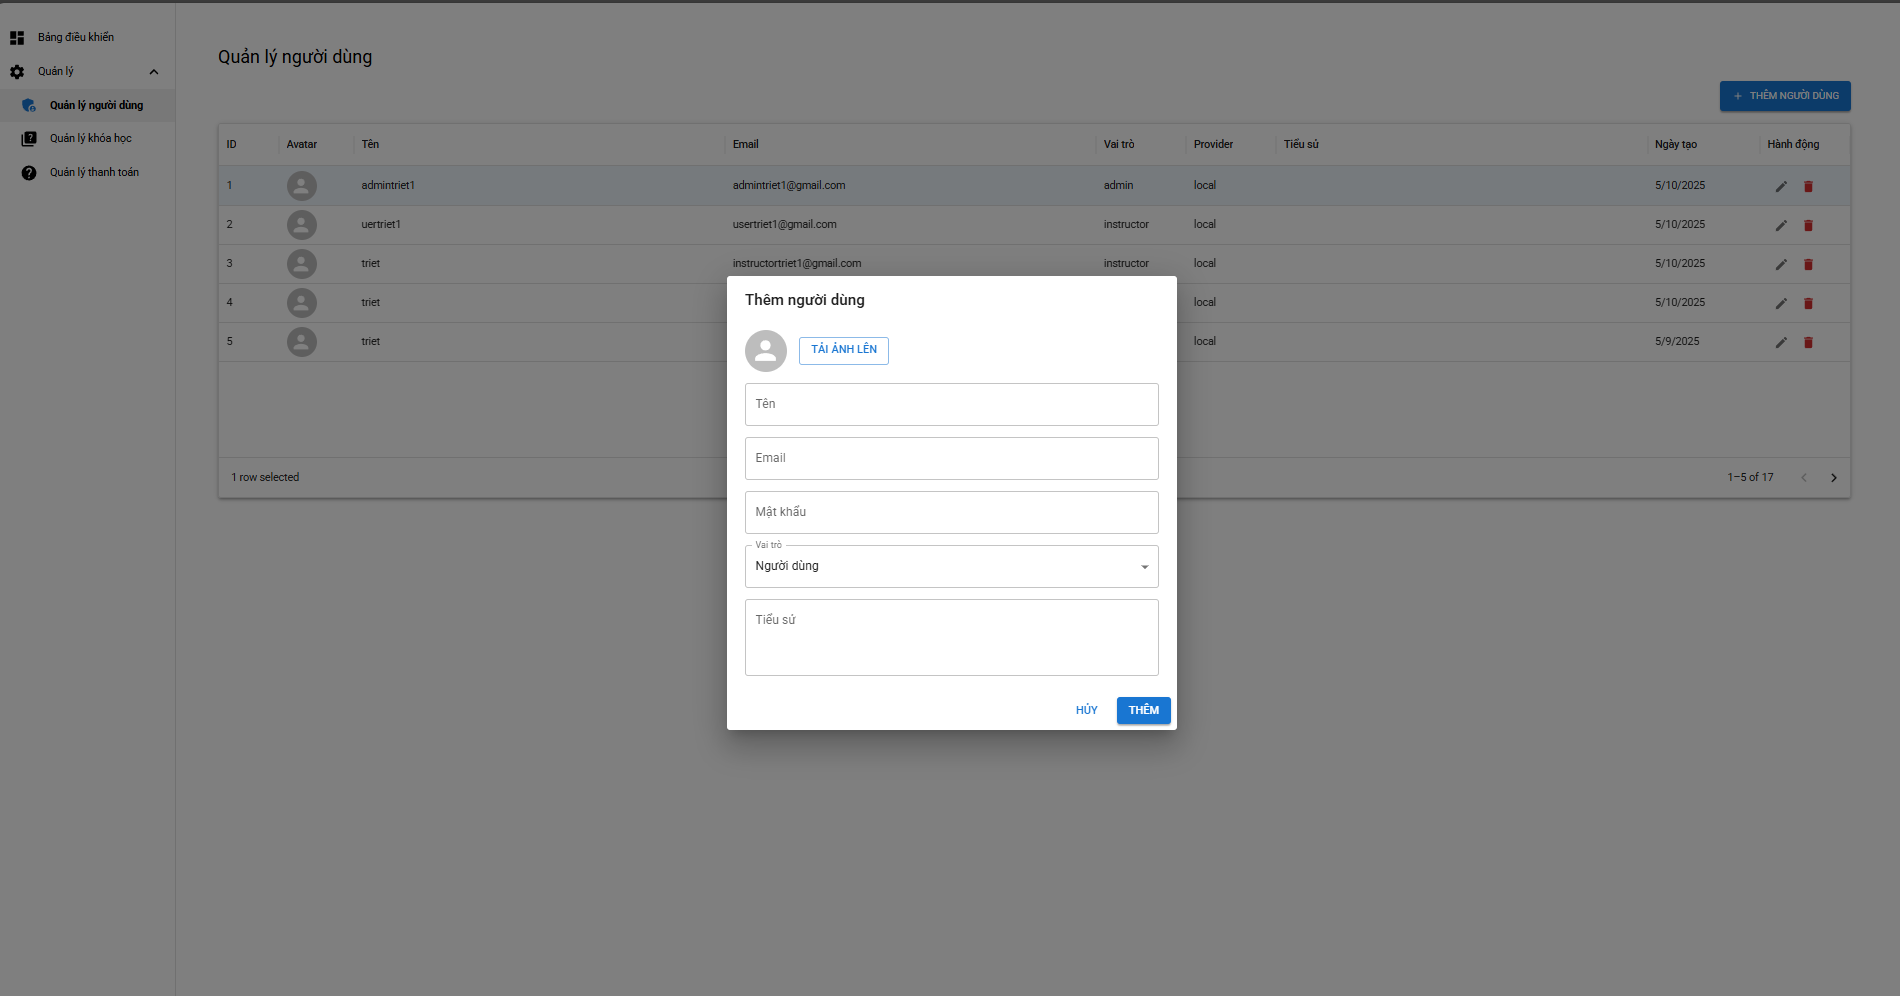 Bảng điều khiển
Quản lý
Quản lý người dùng
Quản lý khóa học
Quản lý thanh toán
Quản lý người dùng
+ THÊM NGƯỜI DÙNG
ID Avatar Tên Email Vai trò Provider Tiểu sử Ngày tạo Hành động
1 admintriet1 admintriet1@gmail.com admin local 5/10/2025
2 uertriet1 usertriet1@gmail.com instructor local 5/10/2025
3 triet instructortriet1@gmail.com instructor local 5/10/2025
4 triet local 5/10/2025
5 triet local 5/9/2025
1 row selected
1–5 of 17
Thêm người dùng
TẢI ẢNH LÊN
Tên
Email
Mật khẩu
Vai trò
Người dùng
Tiểu sử
HỦY
THÊM